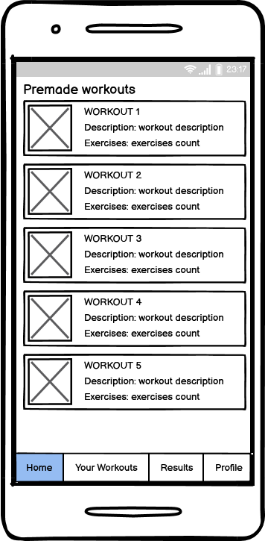 23:17
Premade workouts
WORKOUT 1
Description: workout description
Exercises: exercises count
WORKOUT 2
Description: workout description
Exercises: exercises count
WORKOUT 3
Description: workout description
Exercises: exercises count
WORKOUT 4
Description: workout description
Exercises: exercises count
WORKOUT 5
Description: workout description
Exercises: exercises count
Home Your Workouts Results Profile